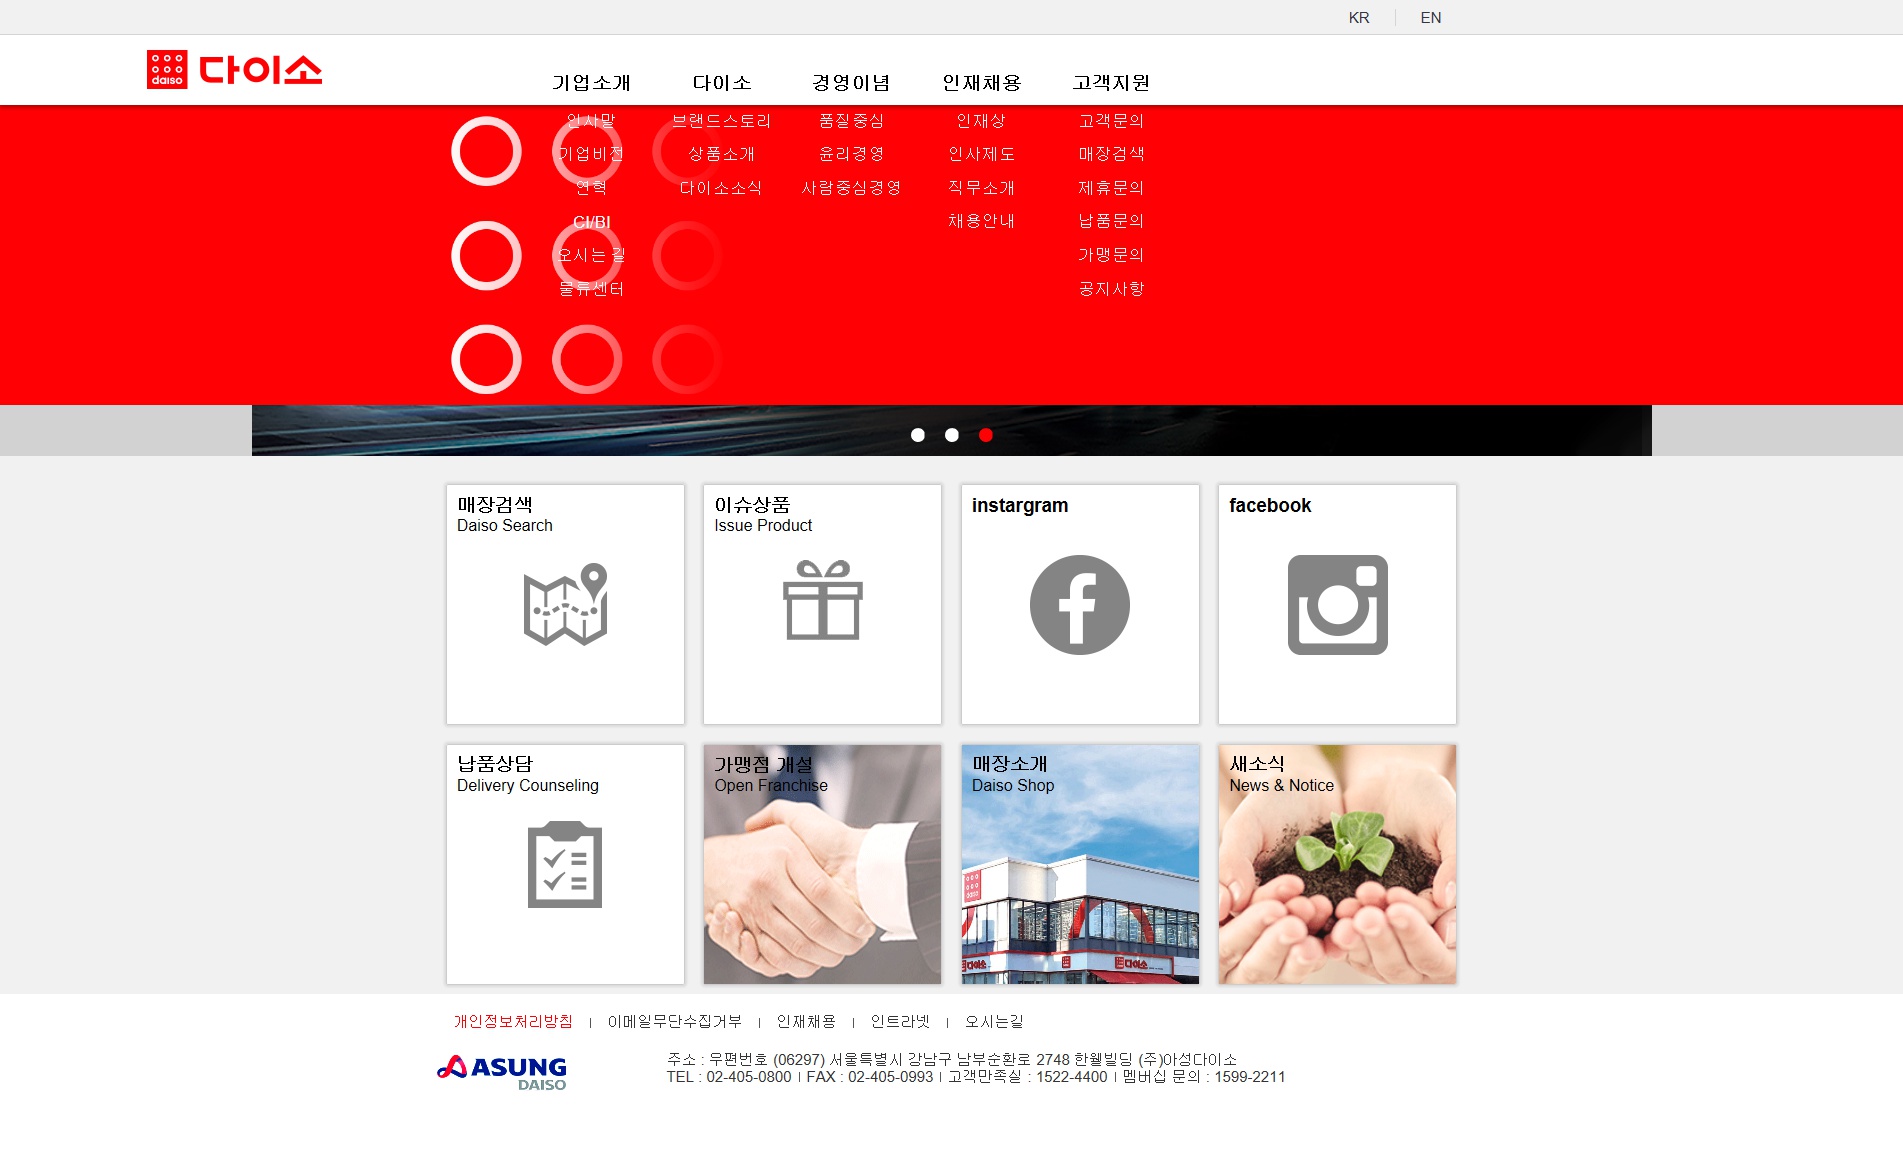 KR
EN
daiso 다이소
기업소개 다이소 경영이념 인재채용 고객지원
인사말 브랜드스토리 품질중심 인재상 고객문의
기업비전 상품소개 윤리경영 인사제도 매장검색
연혁 다이소소식 사람중심경영 직무소개 제휴문의
CI/BI 채용안내 납품문의
오시는 길 가맹문의
물류센터 공지사항
매장검색
Daiso Search
이슈상품
Issue Product
instargram
facebook
납품상담
Delivery Counseling
가맹점 개설
Open Franchise
매장소개
Daiso Shop
다이소
다이소
새소식
News & Notice
개인정보처리방침 | 이메일무단수집거부 | 인재채용 | 인트라넷 | 오시는길
ASUNG
DAISO
주소 : 우편번호 (06297) 서울특별시 강남구 남부순환로 2748 한웰빌딩 (주)아성다이소
TEL : 02-405-0800 | FAX : 02-405-0993 | 고객만족실 : 1522-4400 | 멤버십 문의 : 1599-2211